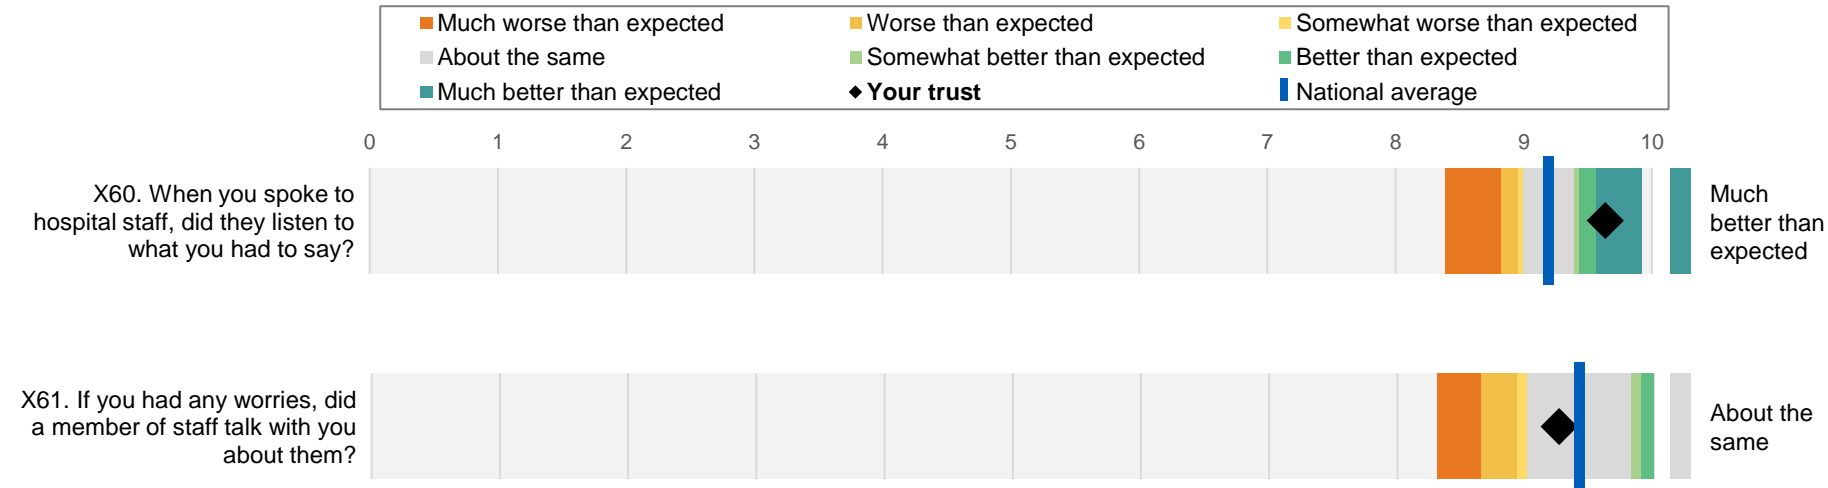 Much worse than expected
Worse than expected
Somewhat worse than expected
About the same
Somewhat better than expected
Better than expected
Much better than expected
Your trust
National average
0 1 2 3 4 5 6 7 8 9 10
X60. When you spoke to
hospital staff, did they listen to
what you had to say?
Much
better than
expected
X61. If you had any worries, did
a member of staff talk with you
about them?
About the
same